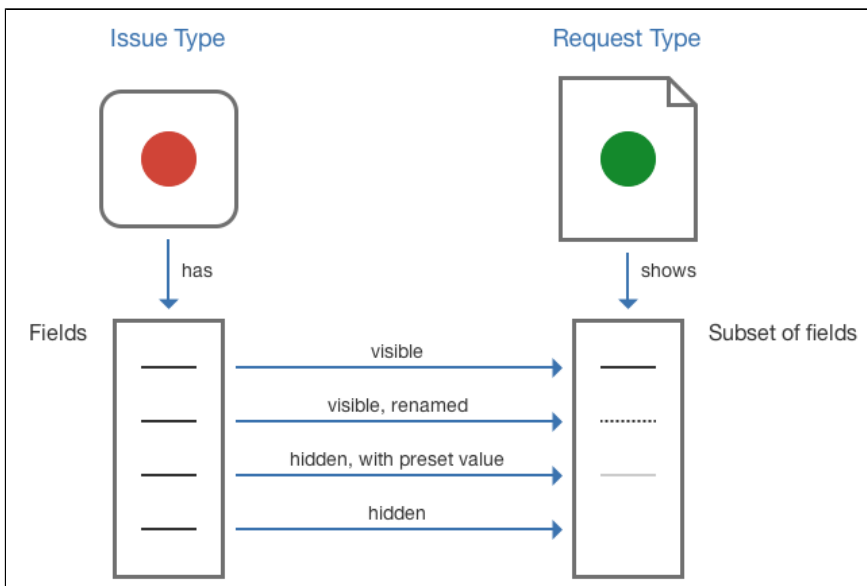 Issue Type
Request Type
has
shows
Fields
Subset of fields
visible
visible, renamed
hidden, with preset value
hidden